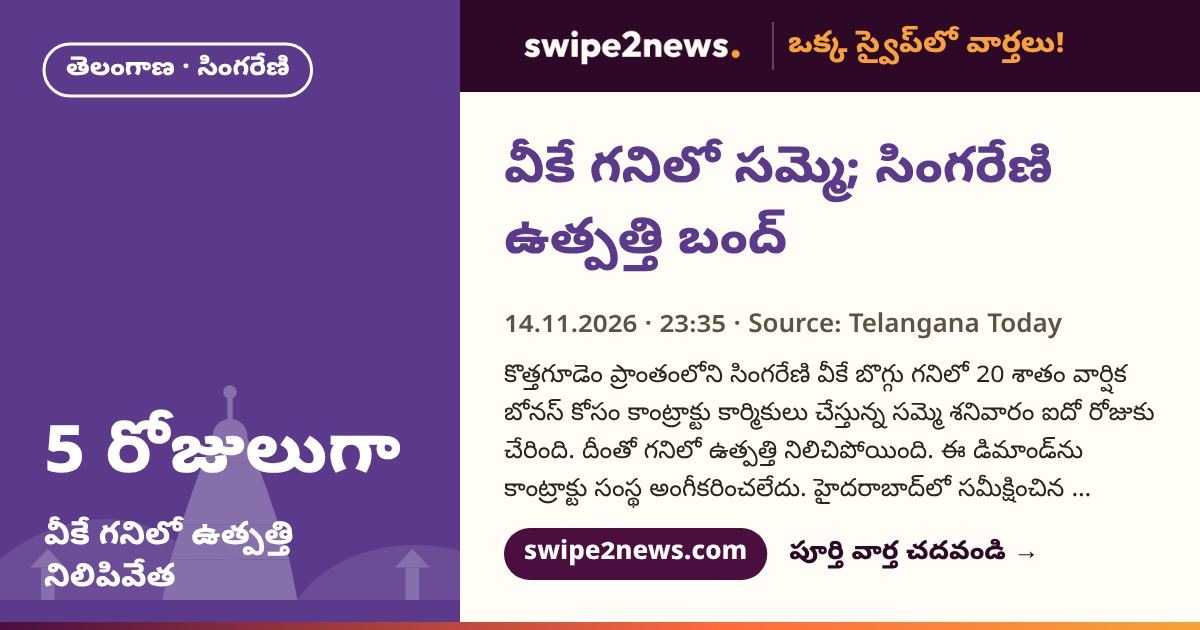 తెలంగాణ · సింగరేణి
5 రోజులుగా
వీకే గనిలో ఉత్పత్తి
నిలిపివేత
swipe2news.
ఒక్క స్వైప్‌లో వార్తలు!
వీకే గనిలో సమ్మె; సింగరేణి
ఉత్పత్తి బంద్
14.11.2026 · 23:35 · Source: Telangana Today
కొత్తగూడెం ప్రాంతంలోని సింగరేణి వీకే బొగ్గు గనిలో 20 శాతం వార్షిక
బోనస్ కోసం కాంట్రాక్టు కార్మికులు చేస్తున్న సమ్మె శనివారం ఐదో రోజుకు
చేరింది. దీంతో గనిలో ఉత్పత్తి నిలిచిపోయింది. ఈ డిమాండ్‌ను
కాంట్రాక్టు సంస్థ అంగీకరించలేదు. హైదరాబాద్‌లో సమీక్షించిన ...
swipe2news.com
పూర్తి వార్త చదవండి →